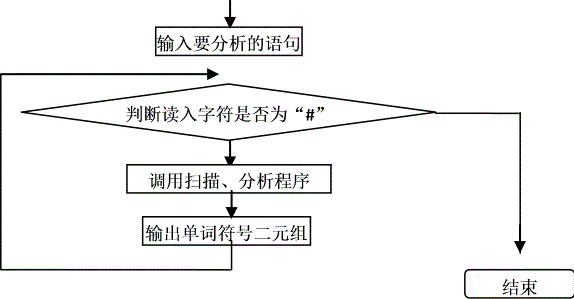 输入要分析的语句
判断读入字符是否为“#”
调用扫描、分析程序
输出单词符号二元组
结束